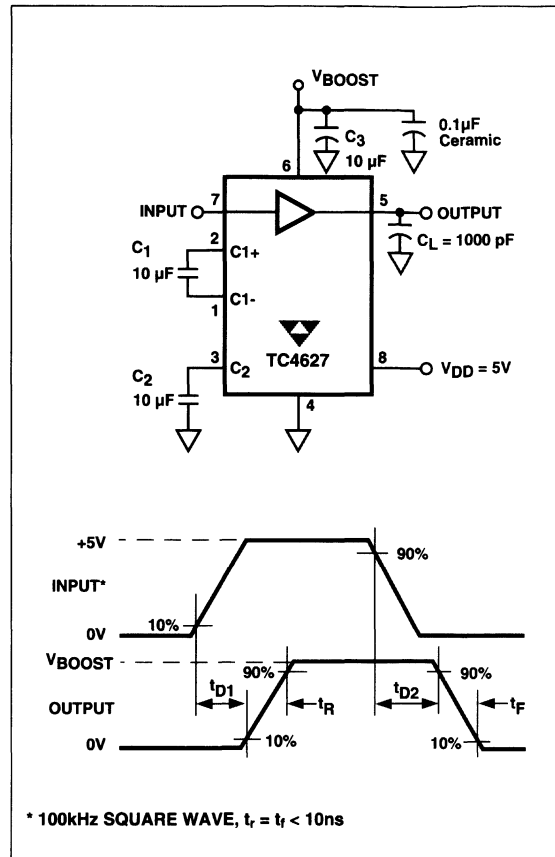 VBOOST
C3
10 µF
0.1µF
Ceramic
6
INPUT
7
5
OUTPUT
CL = 1000 pF
C1
10 µF
2
C1+
C1-
1
TC4627
C2
10 µF
3
C2
8
VDD = 5V
4
+5V
90%
INPUT*
10%
0V
VBOOST
90%
90%
tD1
tR
tD2
tF
OUTPUT
10%
10%
0V
* 100kHz SQUARE WAVE, tr = tf < 10ns